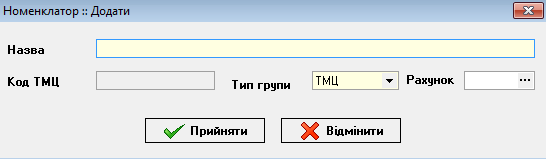 Номенклатор :: Додати
Назва
Код ТМЦ Тип групи ТМЦ Рахунок ...
Прийняти Відмінити